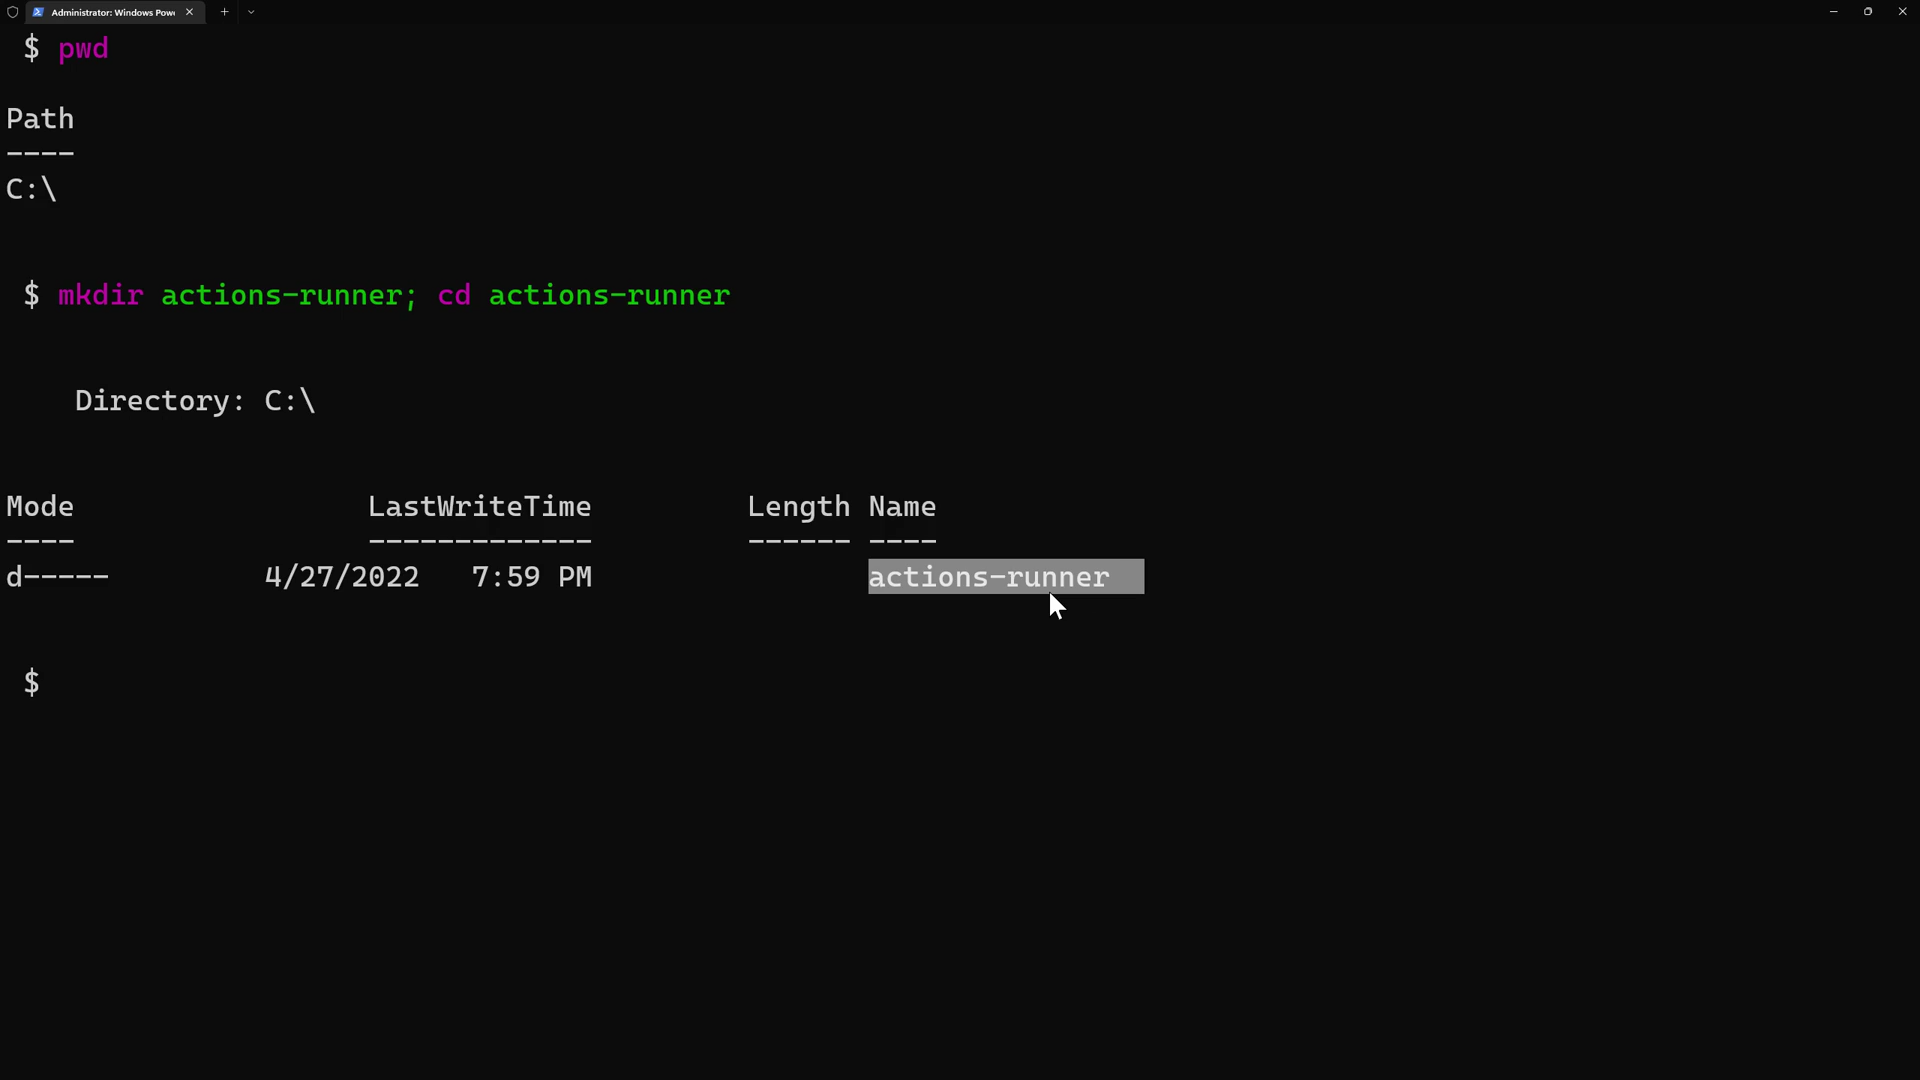 Administrator: Windows Pow
$ pwd
Path
----
C:\
$ mkdir actions-runner; cd actions-runner
Directory: C:\
Mode LastWriteTime Length Name
---- ------------- ------ ----
d----- 4/27/2022 7:59 PM actions-runner
$